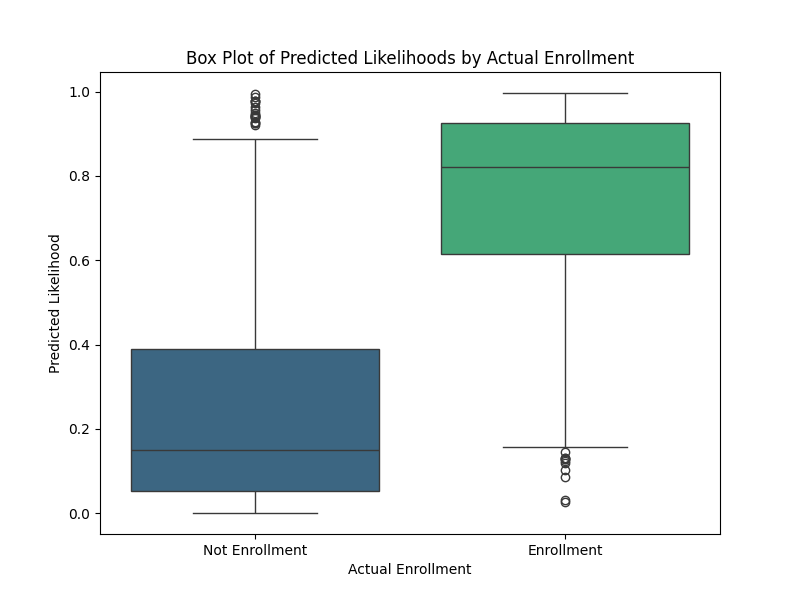 Box Plot of Predicted Likelihoods by Actual Enrollment
1.0
0.8
0.6
0.4
0.2
0.0
Predicted Likelihood
Not Enrollment
Enrollment
Actual Enrollment